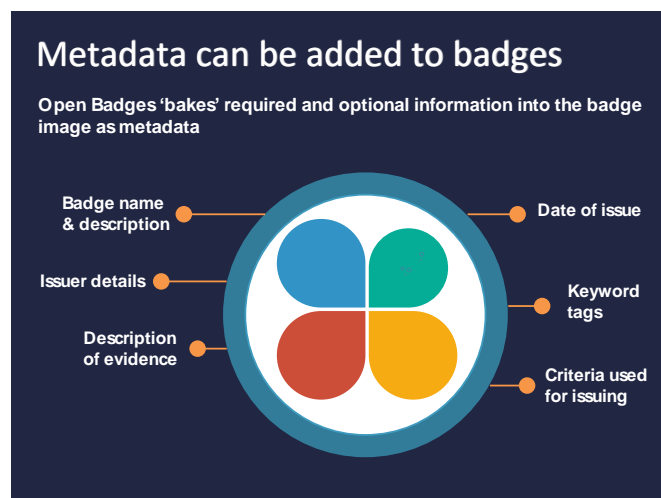 Metadata can be added to badges
Open Badges ‘bakes’ required and optional information into the badge
image as metadata
Badge name
& description
Issuer details
Description
of evidence
Date of issue
Keyword
tags
Criteria used
for issuing